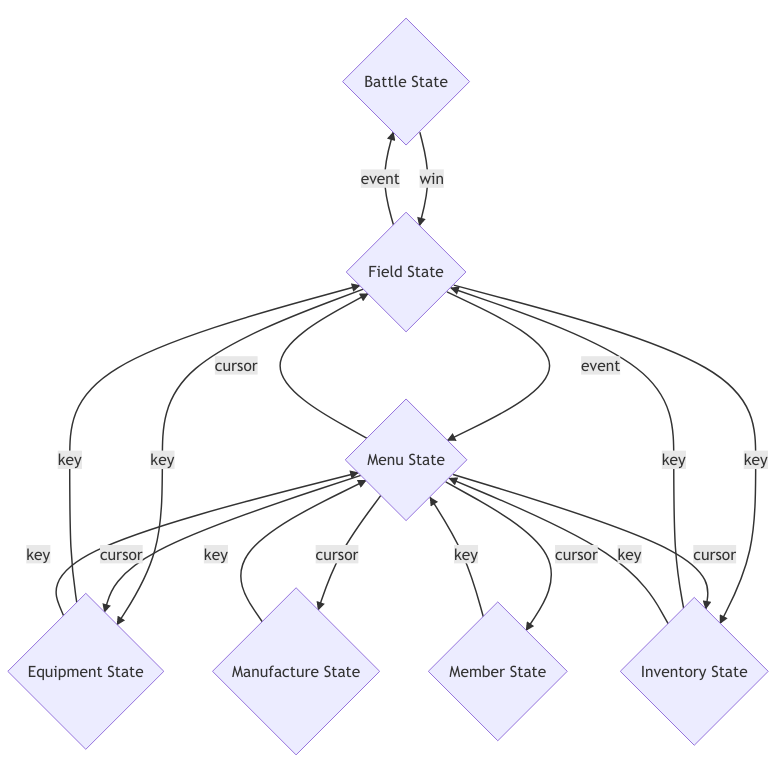 Battle State
event
win
Field State
cursor
event
key
key
Menu State
key
key
key
cursor
key
cursor
key
cursor
key
cursor
Equipment State
Manufacture State
Member State
Inventory State